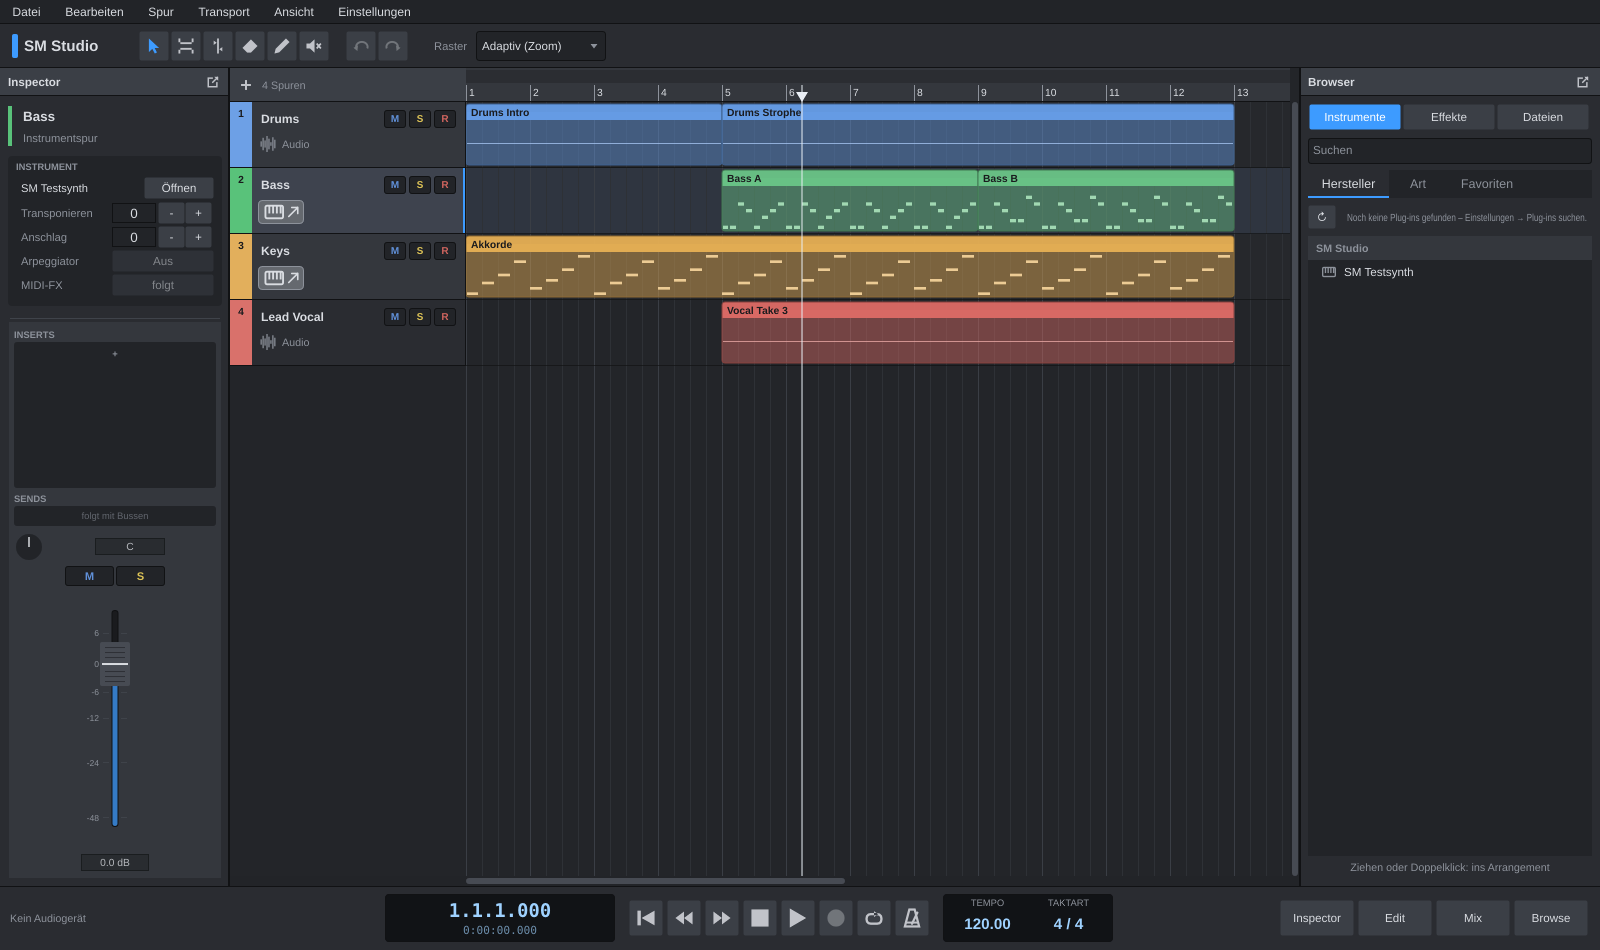 Datei Bearbeiten Spur Transport Ansicht Einstellungen
SM Studio Raster Adaptiv (Zoom)
Inspector
Bass
Instrumentspur
INSTRUMENT
SM Testsynth Öffnen
Transponieren 0 - +
Anschlag 0 - +
Arpeggiator Aus
MIDI-FX folgt
INSERTS
+
SENDS
folgt mit Bussen
C
M S
6
0
-6
-12
-24
-48
0.0 dB
+ 4 Spuren
1 2 3 4 5 6 7 8 9 10 11 12 13
1 Drums M S R
Audio
Drums Intro Drums Strophe
2 Bass M S R
Bass A Bass B
3 Keys M S R
Akkorde
4 Lead Vocal M S R
Audio
Vocal Take 3
Browser
Instrumente Effekte Dateien
Suchen
Hersteller Art Favoriten
Noch keine Plug-ins gefunden – Einstellungen → Plug-ins suchen.
SM Studio
SM Testsynth
Ziehen oder Doppelklick: ins Arrangement
Kein Audiogerät
1.1.1.000
0:00:00.000
TEMPO TAKTART
120.00 4 / 4
Inspector Edit Mix Browse